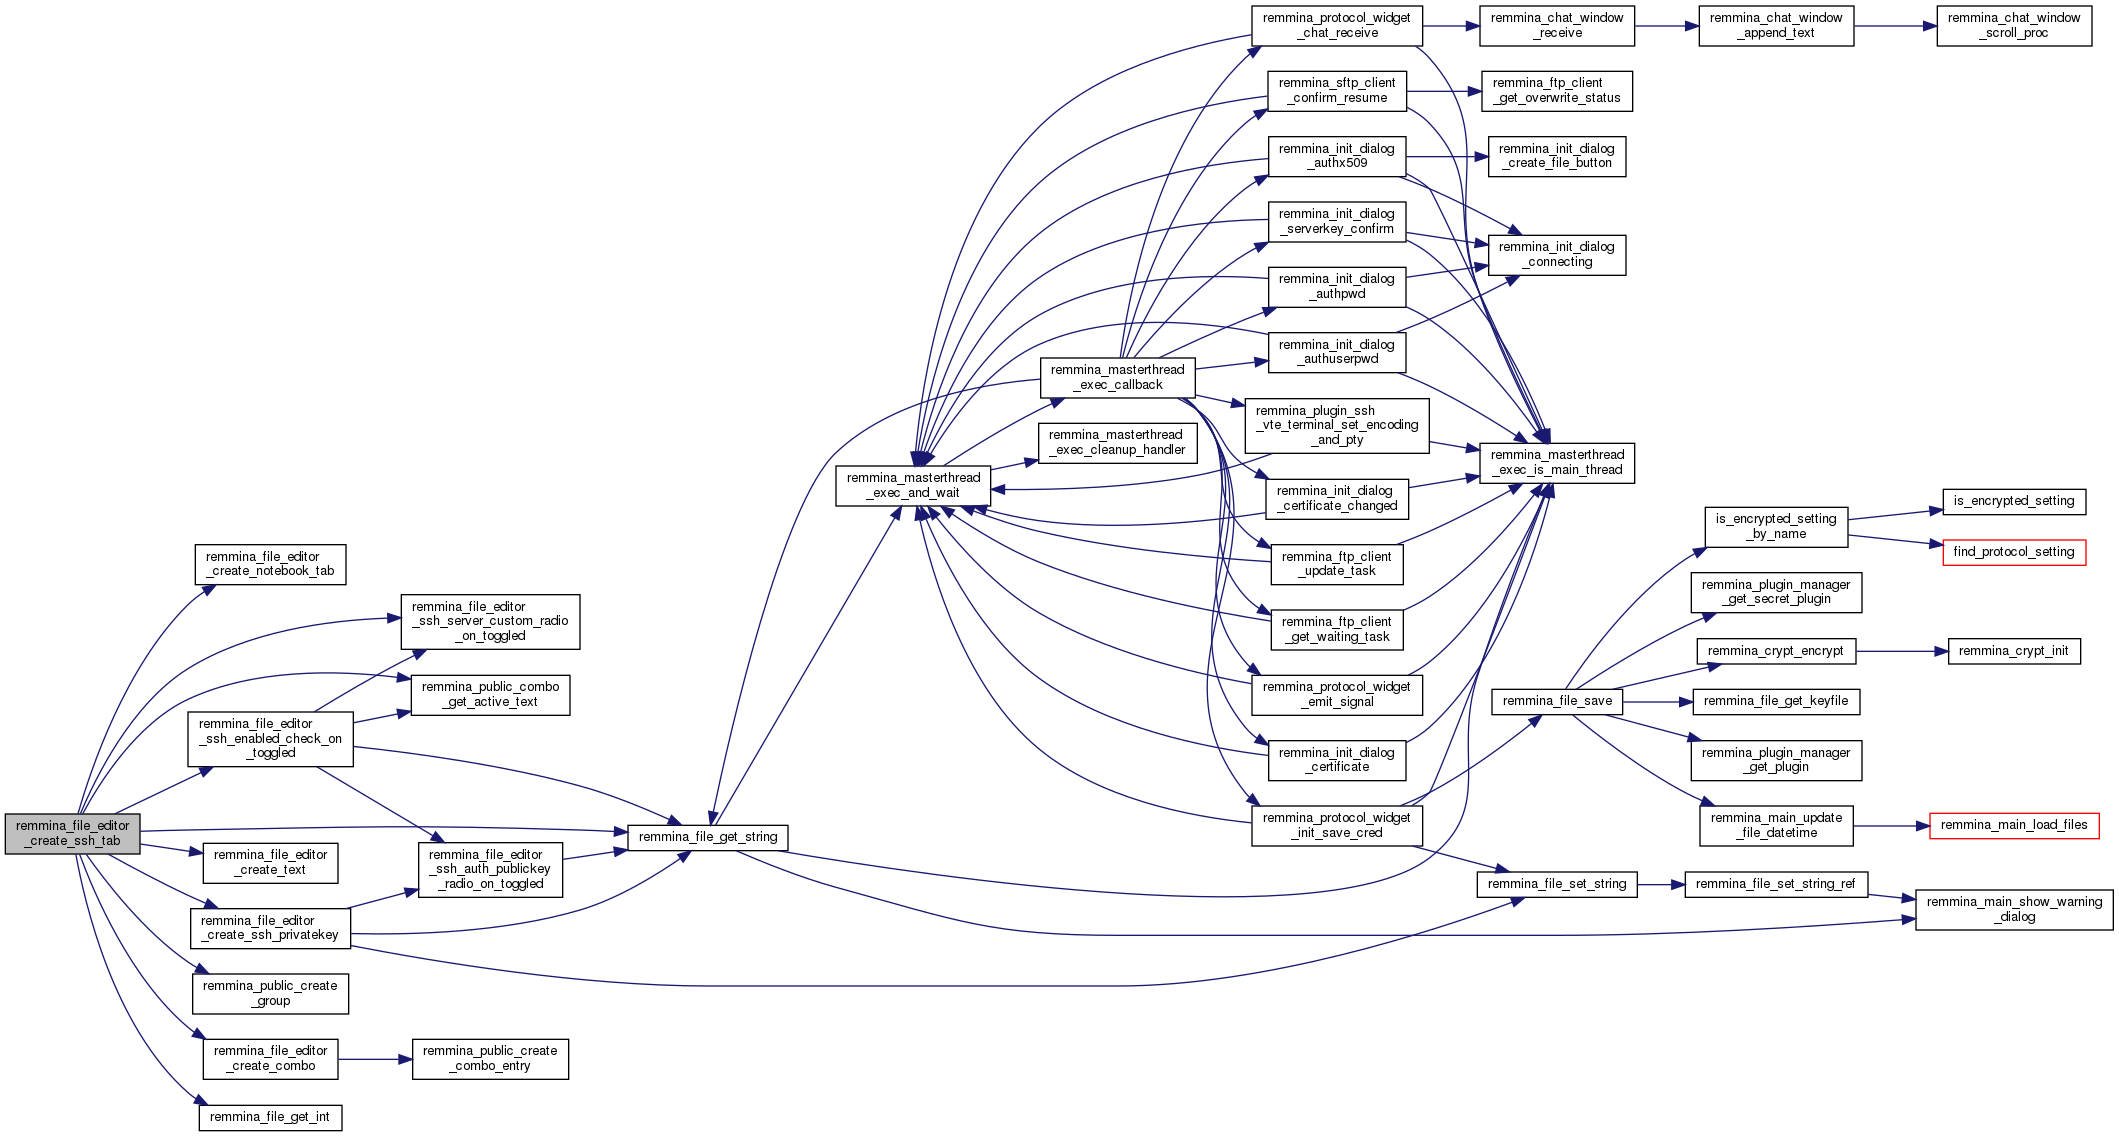 remmina_file_editor
_create_ssh_tab
remmina_file_editor
_create_notebook_tab
remmina_file_editor
_ssh_enabled_check_on
_toggled
remmina_file_editor
_create_text
remmina_file_editor
_create_ssh_privatekey
remmina_public_create
_group
remmina_file_editor
_create_combo
remmina_file_get_int
remmina_file_editor
_ssh_server_custom_radio
_on_toggled
remmina_public_combo
_get_active_text
remmina_file_editor
_ssh_auth_publickey
_radio_on_toggled
remmina_public_create
_combo_entry
remmina_file_get_string
remmina_masterthread
_exec_and_wait
remmina_masterthread
_exec_callback
remmina_masterthread
_exec_cleanup_handler
remmina_protocol_widget
_chat_receive
remmina_sftp_client
_confirm_resume
remmina_init_dialog
_authx509
remmina_init_dialog
_serverkey_confirm
remmina_init_dialog
_authpwd
remmina_init_dialog
_authuserpwd
remmina_plugin_ssh
_vte_terminal_set_encoding
_and_pty
remmina_init_dialog
_certificate_changed
remmina_ftp_client
_update_task
remmina_ftp_client
_get_waiting_task
remmina_protocol_widget
_emit_signal
remmina_init_dialog
_certificate
remmina_protocol_widget
_init_save_cred
remmina_chat_window
_receive
remmina_ftp_client
_get_overwrite_status
remmina_init_dialog
_create_file_button
remmina_init_dialog
_connecting
remmina_masterthread
_exec_is_main_thread
remmina_file_save
remmina_file_set_string
remmina_chat_window
_append_text
is_encrypted_setting
_by_name
remmina_plugin_manager
_get_secret_plugin
remmina_crypt_encrypt
remmina_file_get_keyfile
remmina_plugin_manager
_get_plugin
remmina_main_update
_file_datetime
remmina_file_set_string_ref
remmina_chat_window
_scroll_proc
is_encrypted_setting
find_protocol_setting
remmina_crypt_init
remmina_main_load_files
remmina_main_show_warning
_dialog